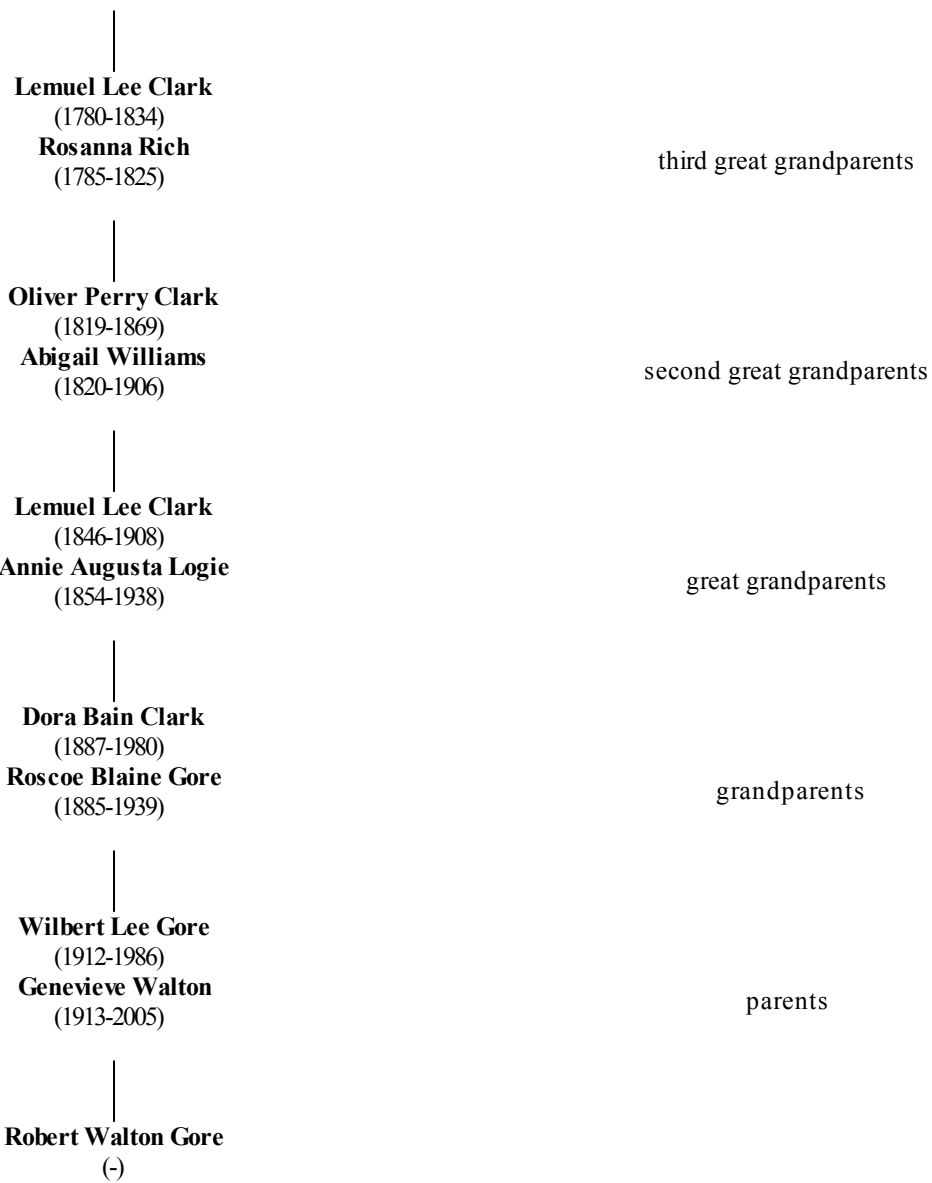 Lemuel Lee Clark
(1780-1834)
Rosanna Rich
(1785-1825)
third great grandparents
Oliver Perry Clark
(1819-1869)
Abigail Williams
(1820-1906)
second great grandparents
Lemuel Lee Clark
(1846-1908)
Annie Augusta Logie
(1854-1938)
great grandparents
Dora Bain Clark
(1887-1980)
Roscoe Blaine Gore
(1885-1939)
grandparents
Wilbert Lee Gore
(1912-1986)
Genevieve Walton
(1913-2005)
parents
Robert Walton Gore
(-)